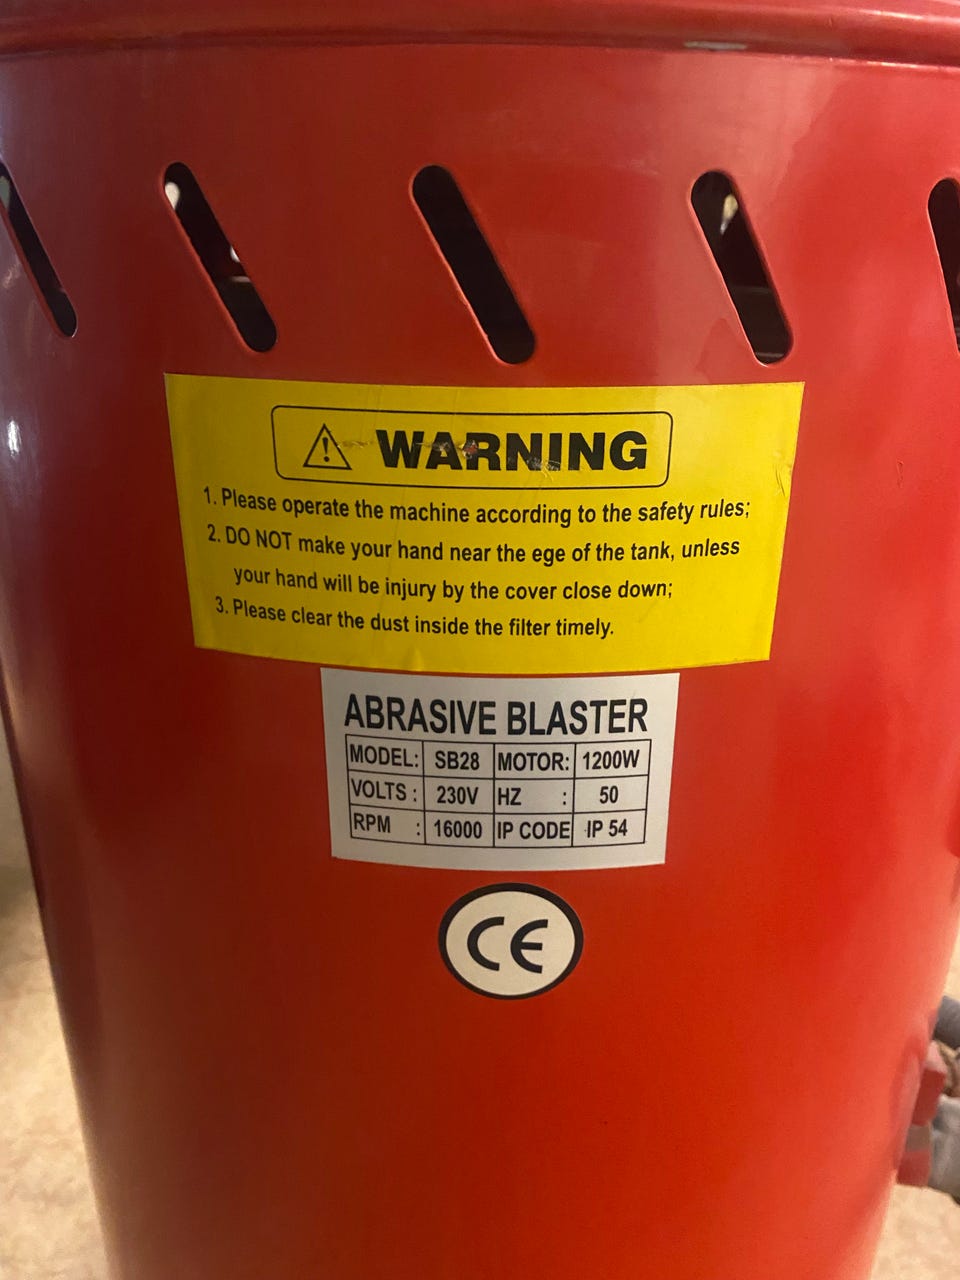 WARNING
1. Please operate the machine according to the safety rules;
2. DO NOT make your hand near the ege of the tank, unless
your hand will be injury by the cover close down;
3. Please clear the dust inside the filter timely.
ABRASIVE BLASTER
MODEL: SB28 MOTOR: 1200W
VOLTS : 230V HZ : 50
RPM : 16000 IP CODE IP 54
CE